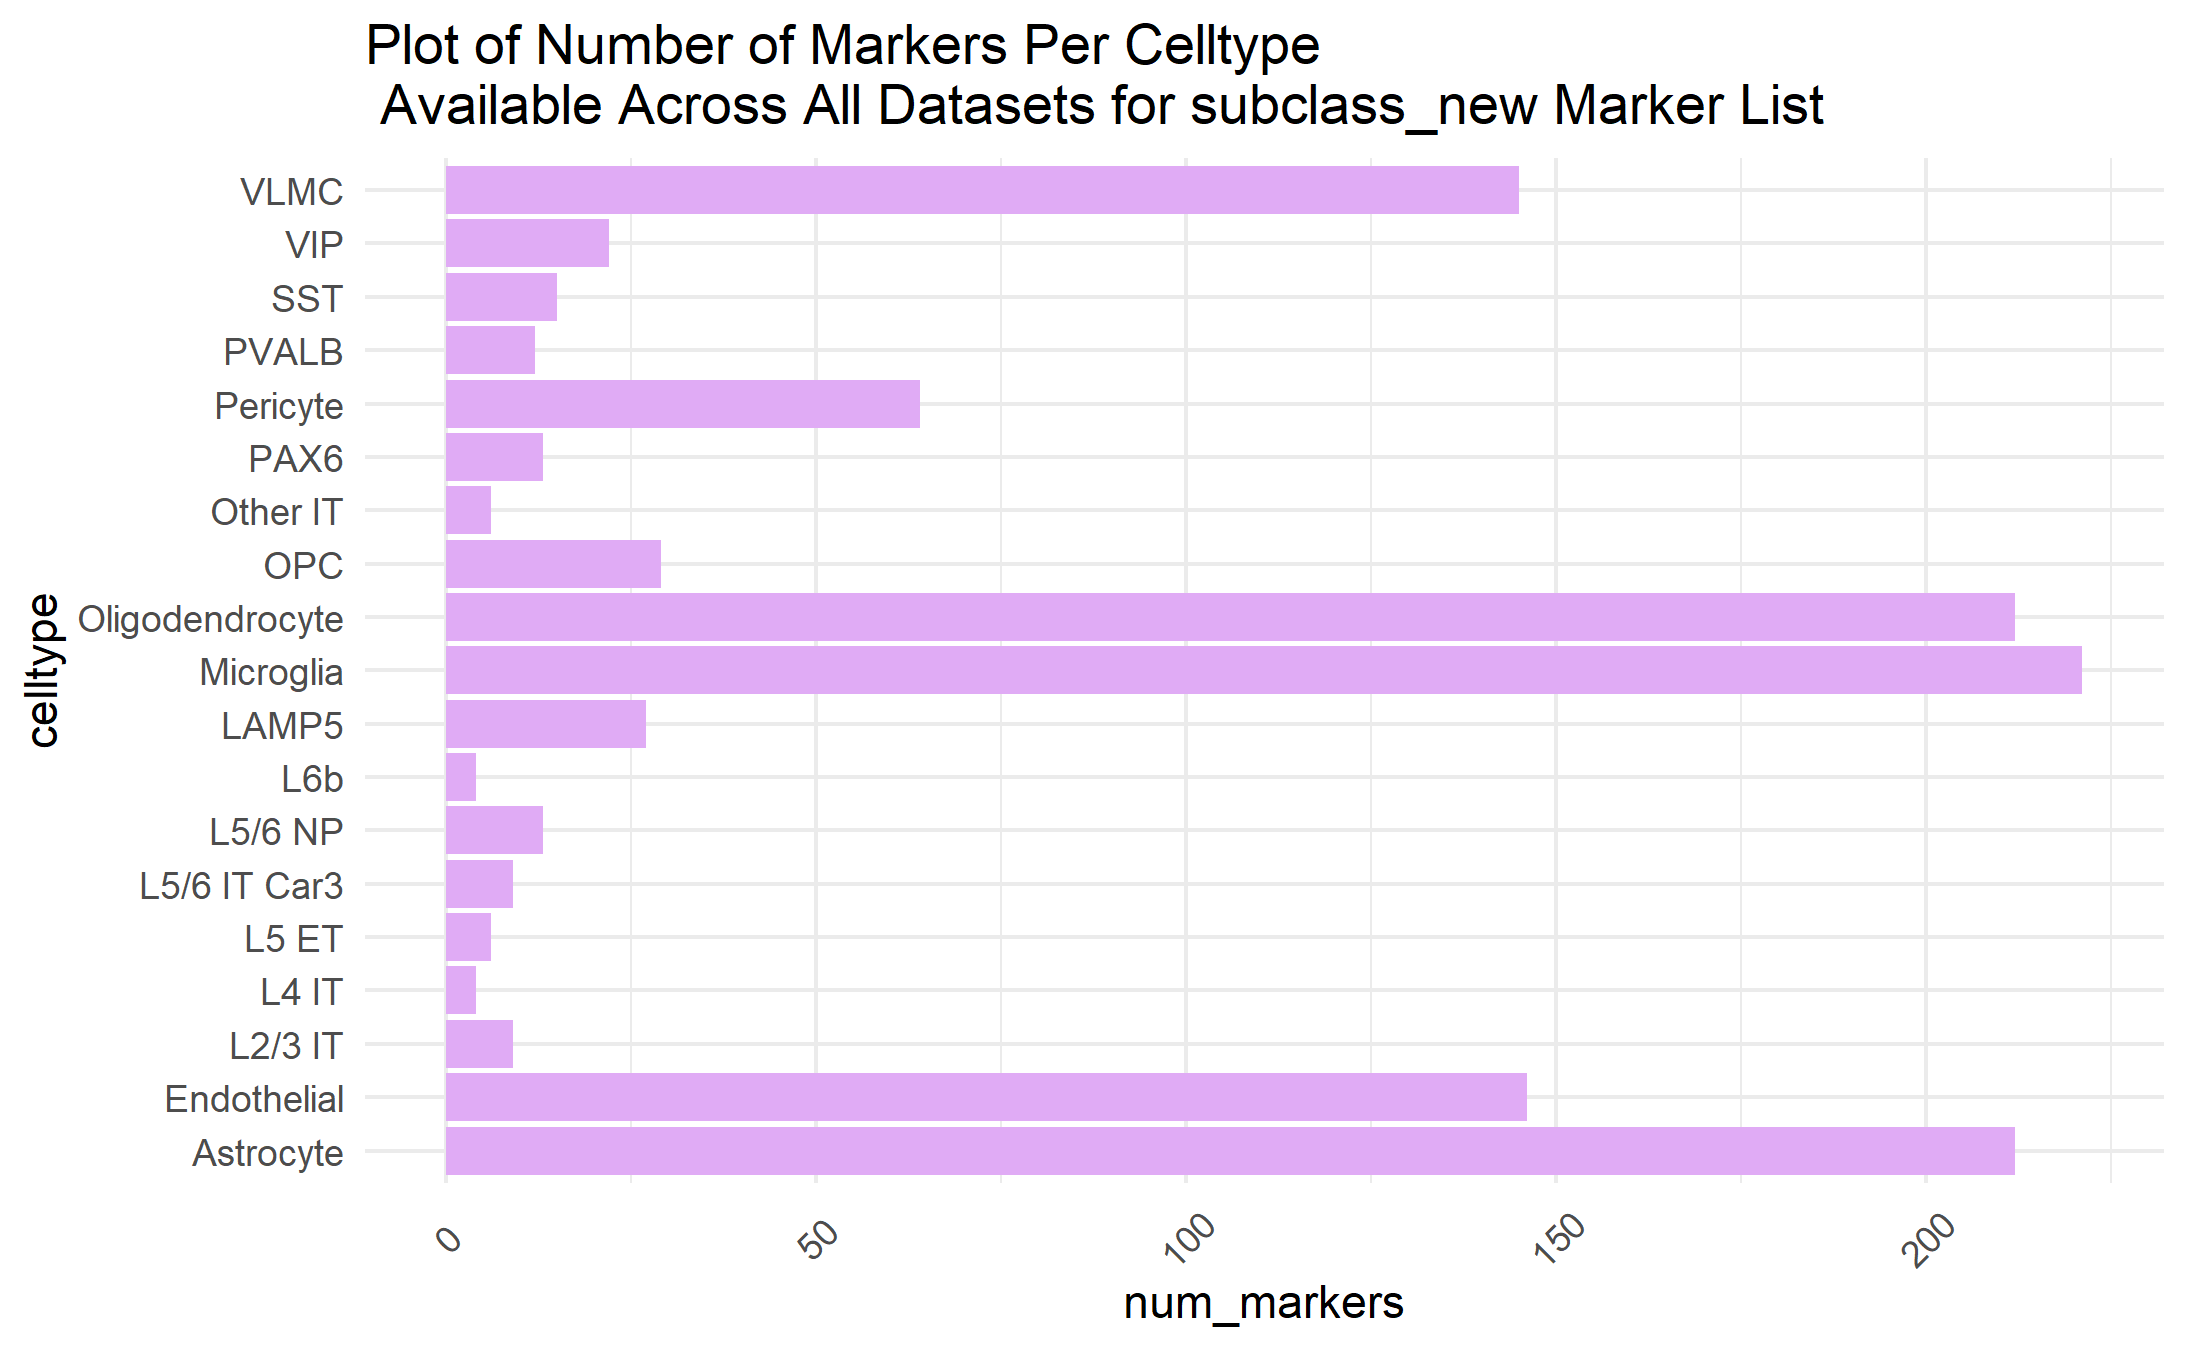 Plot of Number of Markers Per Celltype
Available Across All Datasets for subclass_new Marker List
VLMC
VIP
SST
PVALB
Pericyte
PAX6
Other IT
OPC
Oligodendrocyte
Microglia
LAMP5
L6b
L5/6 NP
L5/6 IT Car3
L5 ET
L4 IT
L2/3 IT
Endothelial
Astrocyte
celltype
0
50
100
150
200
num_markers